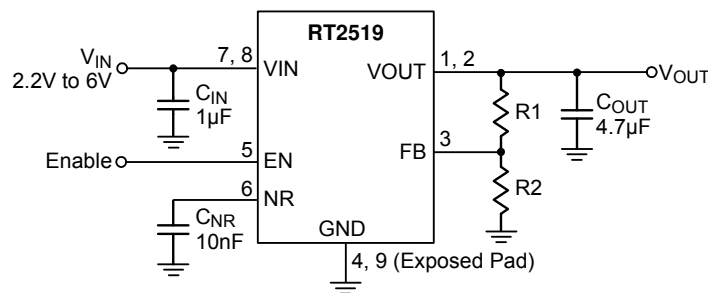 RT2519
VIN
2.2V to 6V
7, 8
VIN
CIN
1µF
Enable
5
EN
6
NR
CNR
10nF
GND
4, 9 (Exposed Pad)
VOUT
1, 2
VOUT
R1
COUT
4.7µF
FB
3
R2